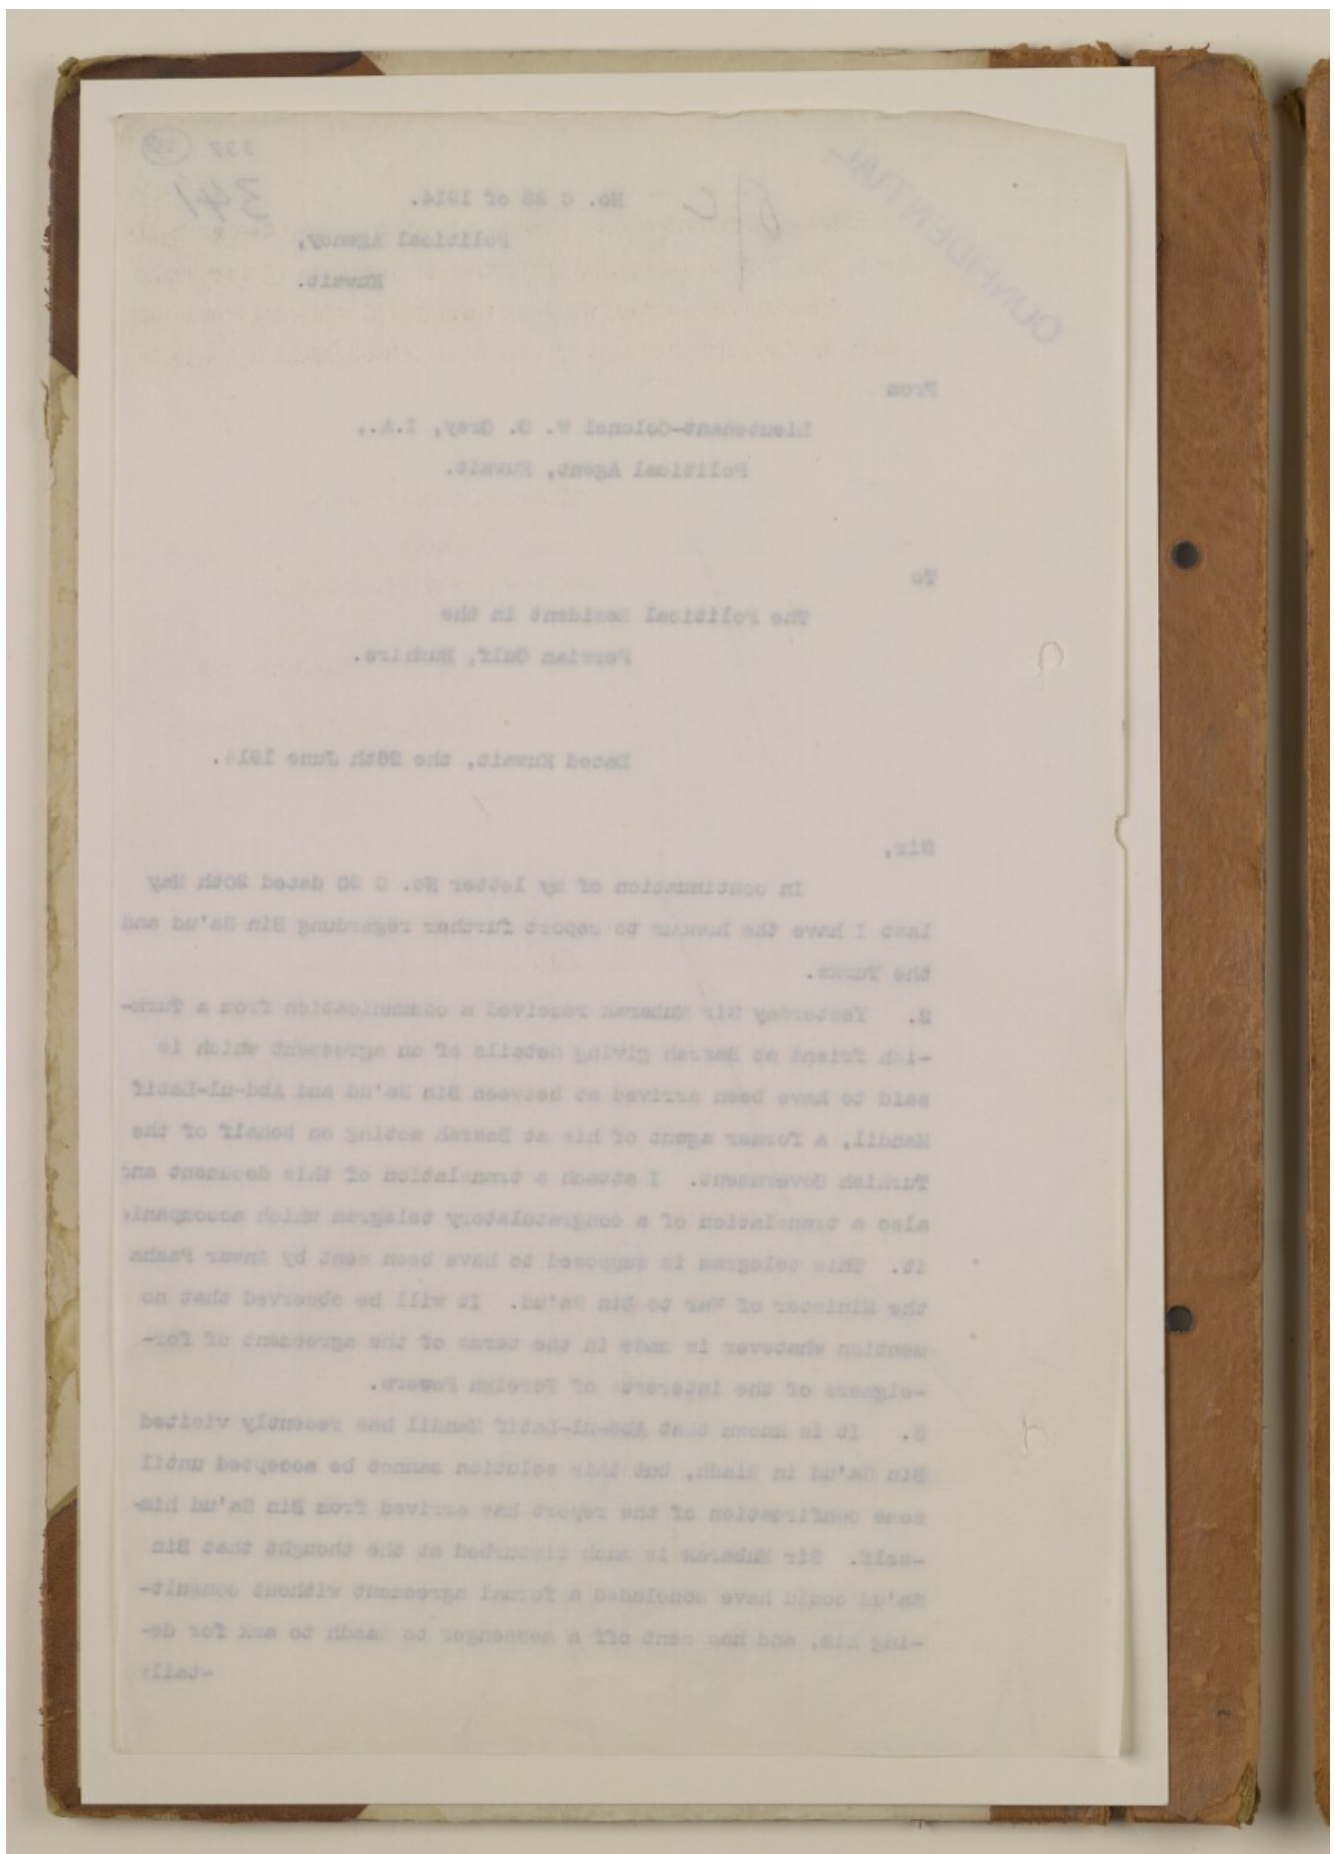 CONFIDENTIAL
341
No. C 28 of 1914.
Political Agency,
Kuwait.
From
Lieutenant-Colonel W. G. Grey, I.A.,
Political Agent, Kuwait.
To
The Political Resident in the
Persian Gulf, Bushire.
Dated Kuwait, the 26th June 1914.
Sir,
In continuation of my letter No. C 20 dated 20th May
last I have the honour to report further regardung Bin Sa'ud and
the Turks.
2. Yesterday Sir Mubarak received a communication from a Turk-
-ish friend at Basrah giving details of an agreement which is
said to have been arrived at between Bin Sa'ud and Abd-ul-Latif
Mandil, a former agent of his at Basrah acting on behalf of the
Turkish Government. I attach a translation of this document and
also a translation of a congratulatory telegram which accompanie
it. This telegram is supposed to have been sent by Anwar Pasha
the Minister of War to Bin Sa'ud. It will be observed that no
mention whatever is made in the terms of the agreement of for-
-eigners of the interests of Foreign Powers.
3. It is known that Abd-ul-Latif Mandil has recently visited
Bin Sa'ud in Riadh, but this solution cannot be accepted until
some confirmation of the report has arrived from Bin Sa'ud him-
-self. Sir Mubarak is much disturbed at the thought that Bin
Sa'ud could have concluded a formal agreement without consult-
-ing him, and has sent off a messenger to Riadh to ask for de-
-tails